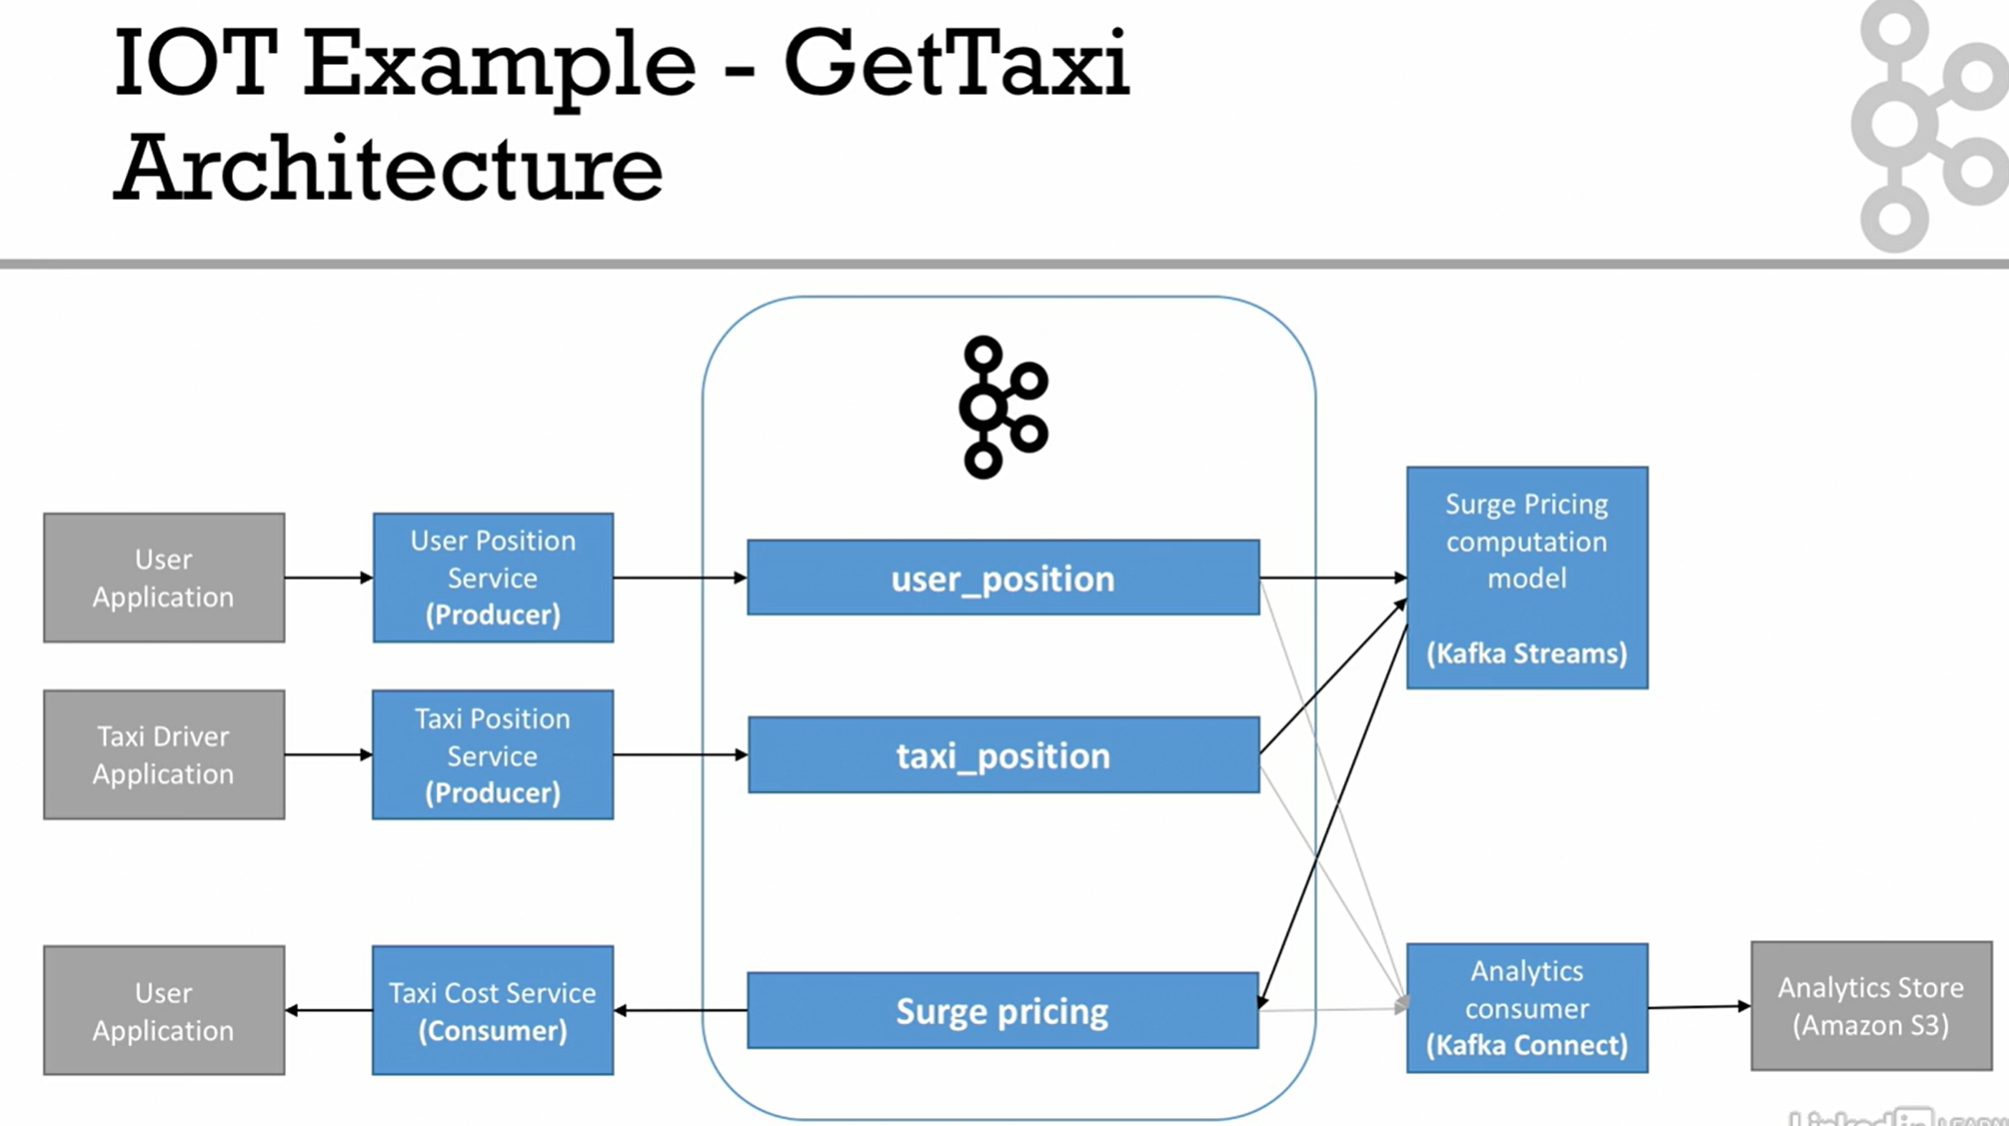 IOT Example - GetTaxi
Architecture
User
Application
User Position
Service
(Producer)
user_position
Surge Pricing
computation
model
(Kafka Streams)
Taxi Driver
Application
Taxi Position
Service
(Producer)
taxi_position
User
Application
Taxi Cost Service
(Consumer)
Surge pricing
Analytics
consumer
(Kafka Connect)
Analytics Store
(Amazon S3)